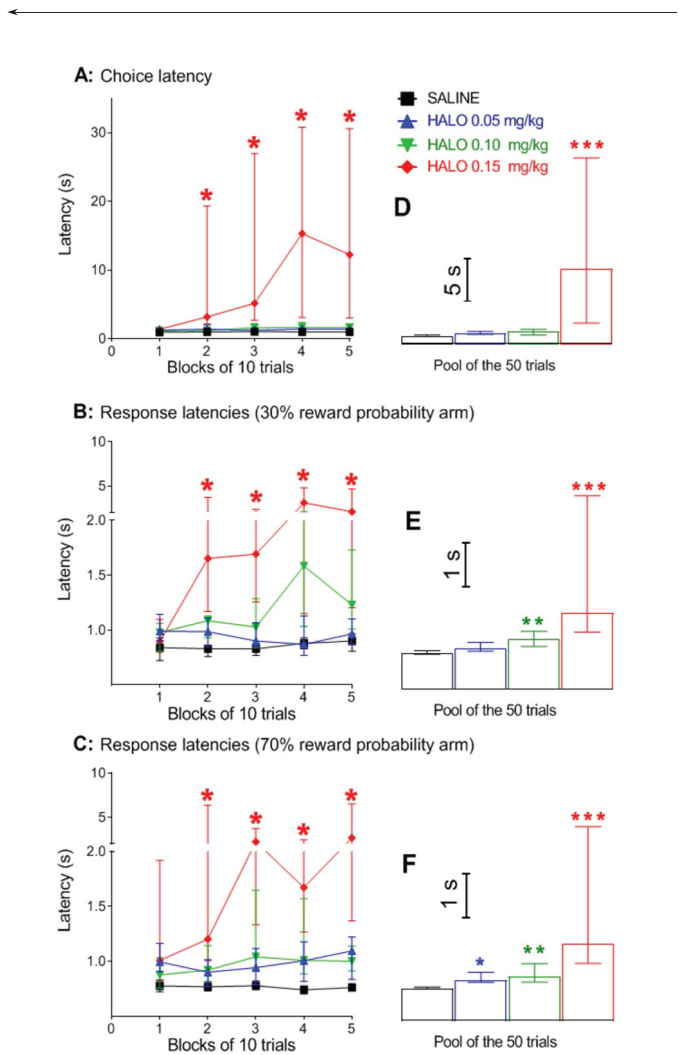 A: Choice latency
SALINE
HALO 0.05 mg/kg
HALO 0.10 mg/kg
HALO 0.15 mg/kg
Latency (s)
30
20
10
0
0 1 2 3 4 5
Blocks of 10 trials
*
*
*
*
D
5 s
***
Pool of the 50 trials
B: Response latencies (30% reward probability arm)
Latency (s)
10
5
2.0
1.5
1.0
1 2 3 4 5
Blocks of 10 trials
*
*
*
*
E
1 s
**
***
Pool of the 50 trials
C: Response latencies (70% reward probability arm)
Latency (s)
10
5
2.0
1.5
1.0
0 1 2 3 4 5
Blocks of 10 trials
*
*
*
*
F
1 s
*
**
***
Pool of the 50 trials